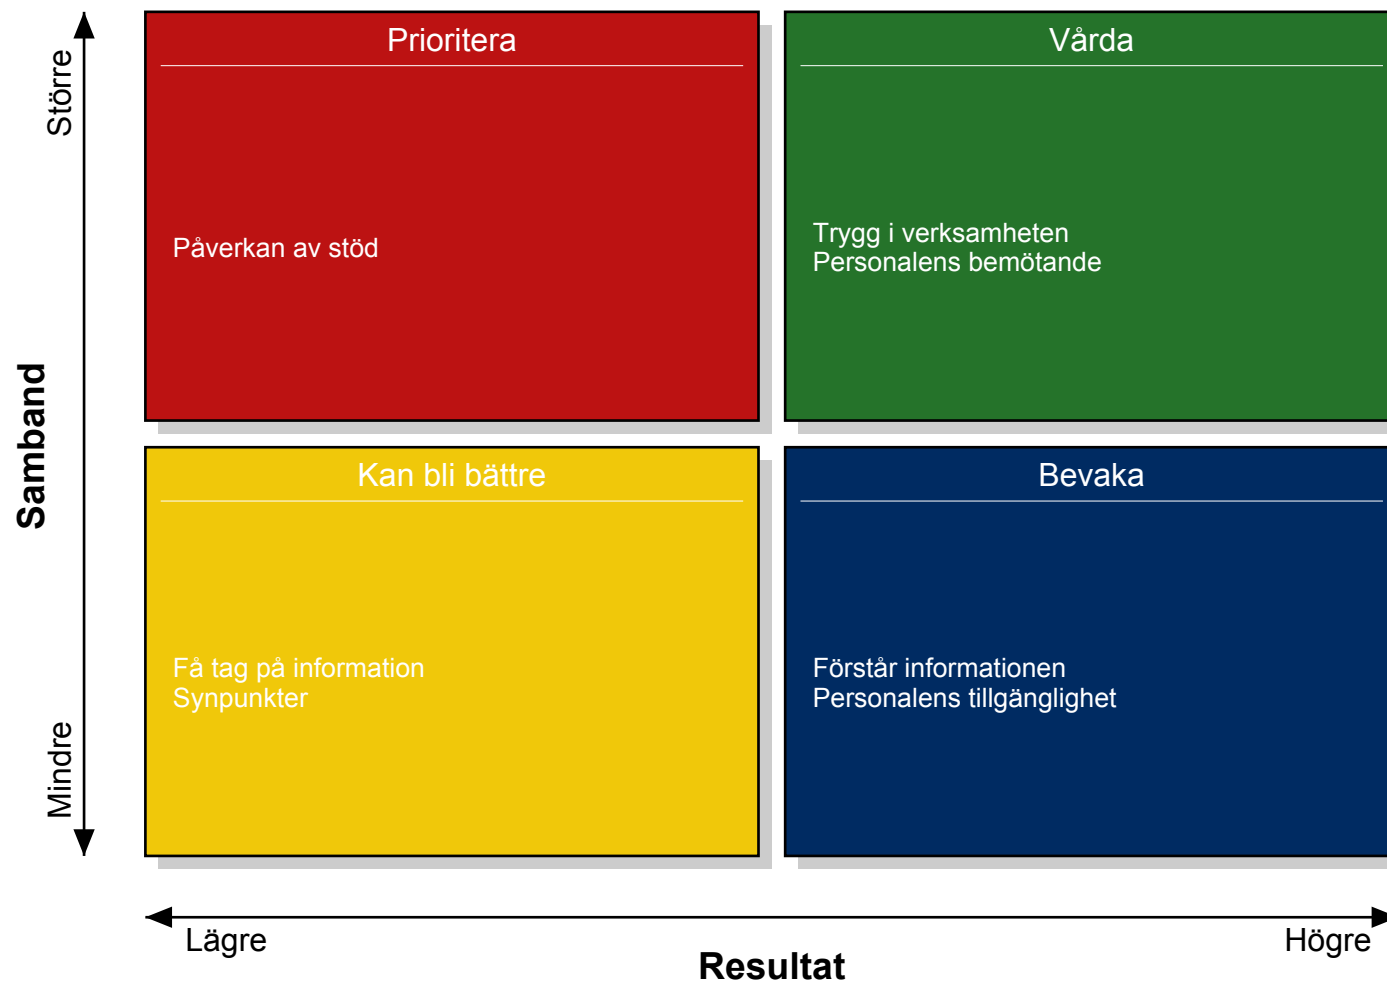 Större
Samband
Mindre
Prioritera
Påverkan av stöd
Vårda
Trygg i verksamheten
Personalens bemötande
Kan bli bättre
Få tag på information
Synpunkter
Bevaka
Förstår informationen
Personalens tillgänglighet
Lägre
Resultat
Högre